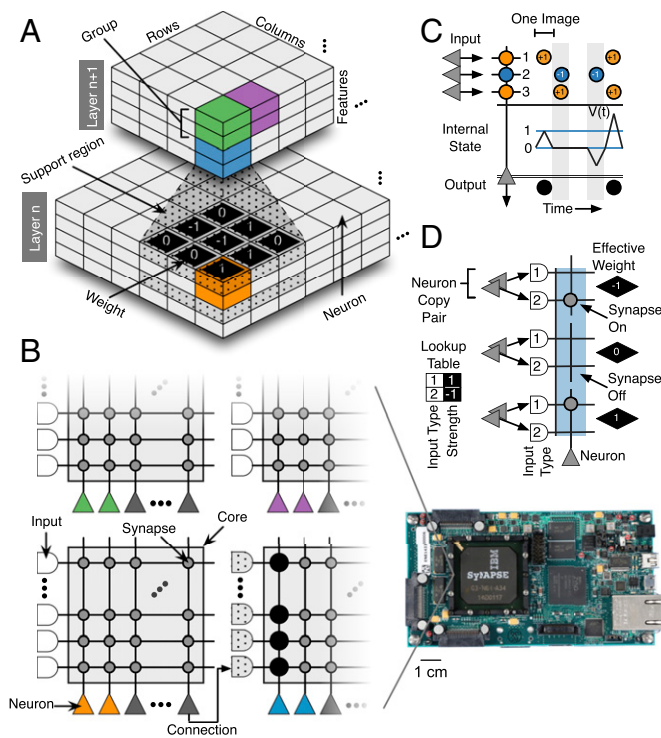 A
Group
Rows
Columns
Layer n+1
Features
Support region
Layer n
0
-1
1
0
-1
0
0
1
1
Weight
Neuron
B
Input
Synapse
Core
Neuron
Connection
C
One Image
Input
1
+1
+1
2
-1
-1
3
+1
+1
V(t)
Internal
State
1
0
Output
Time
D
Neuron
Copy
Pair
Effective
Weight
1
2
-1
Synapse
On
Lookup
Table
1 1
2 -1
Input Type
Strength
1
2
0
Synapse
Off
1
2
1
Input
Type
Neuron
IBM
SyNAPSE
1 cm